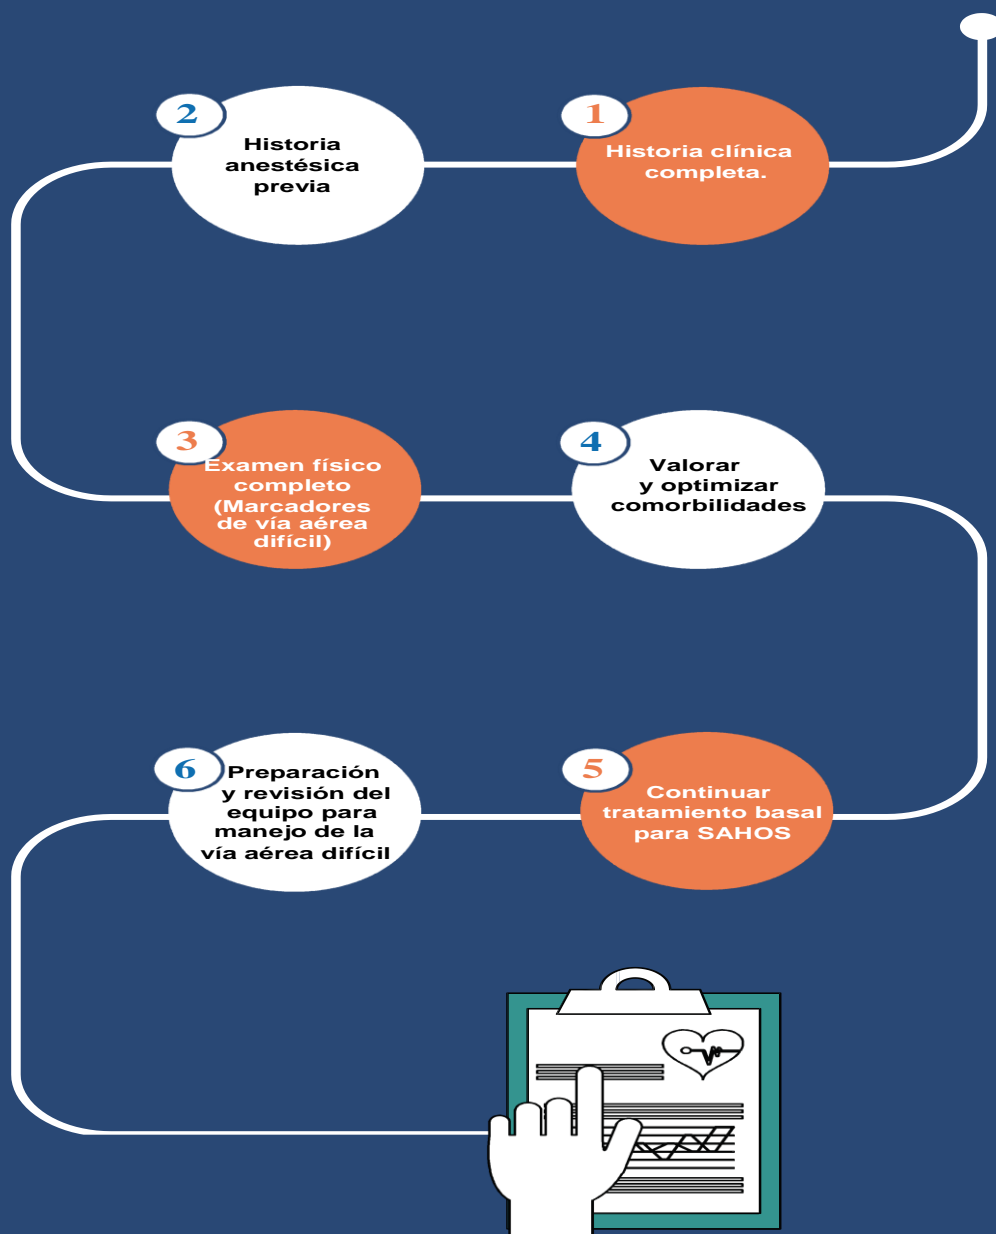 1
Historia clínica
completa.
2
Historia
anestésica
previa
3
Examen físico
completo
(Marcadores
de vía aérea
difícil)
4
Valorar
y optimizar
comorbilidades
5
Continuar
tratamiento basal
para SAHOS
6
Preparación
y revisión del
equipo para
manejo de la
vía aérea difícil